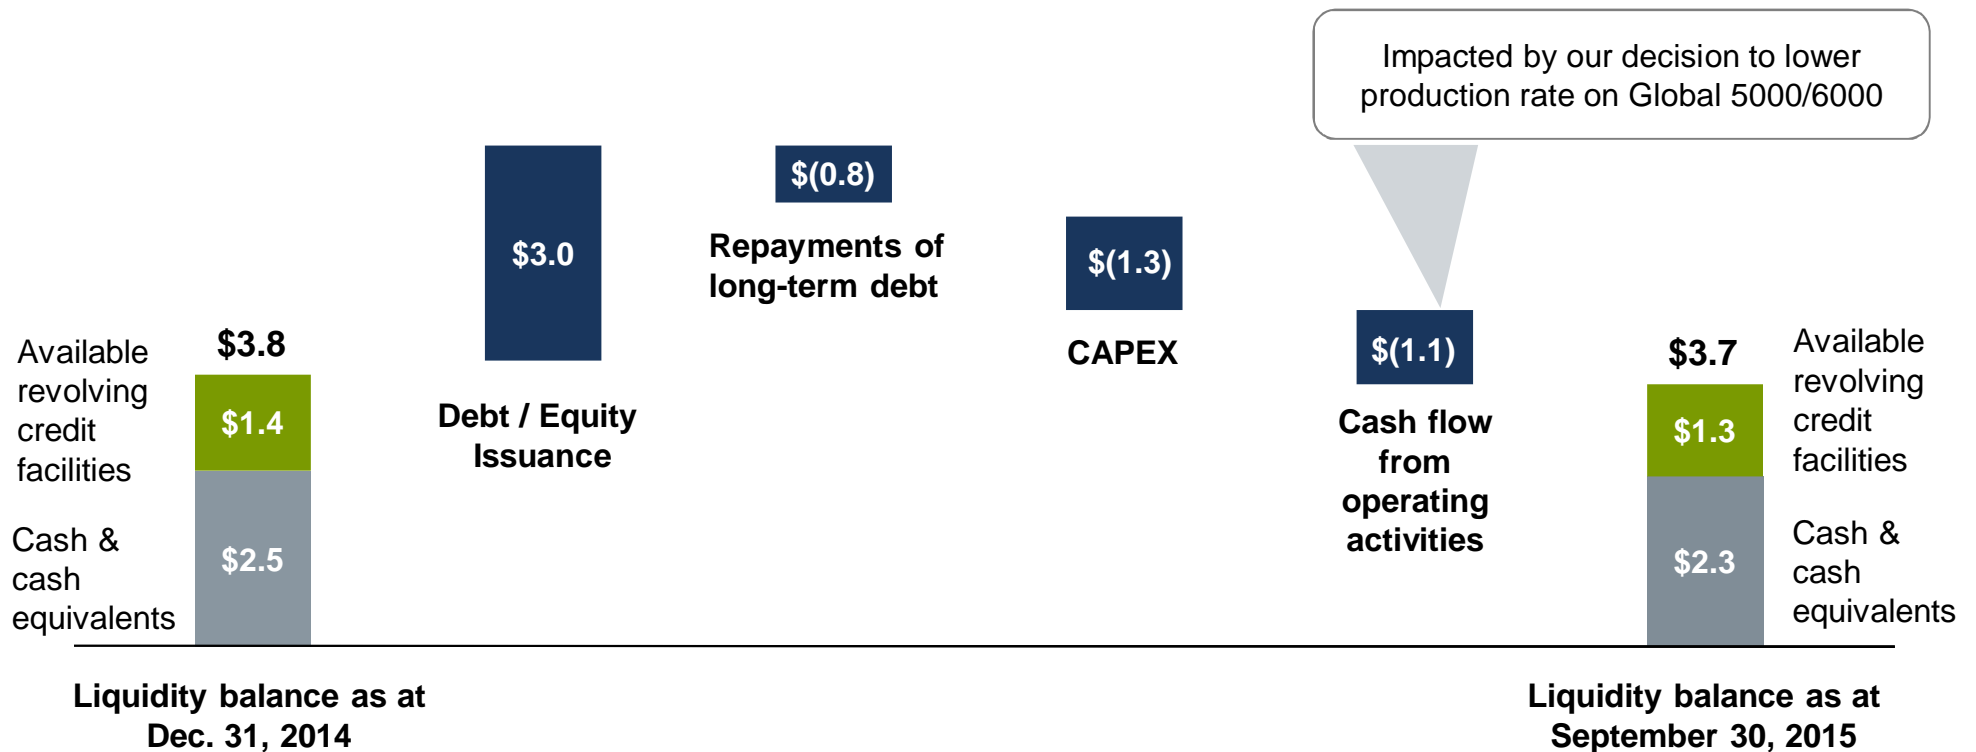 Impacted by our decision to lower
production rate on Global 5000/6000
$(0.8)
$3.0
Repayments of
long-term debt
$(1.3)
CAPEX
$(1.1)
$3.8
Available
revolving
credit
facilities
$1.4
Cash &
cash
equivalents
$2.5
Debt / Equity
Issuance
Cash flow
from
operating
activities
$3.7
Available
revolving
credit
facilities
$1.3
Cash &
cash
equivalents
$2.3
Liquidity balance as at
Dec. 31, 2014
Liquidity balance as at
September 30, 2015